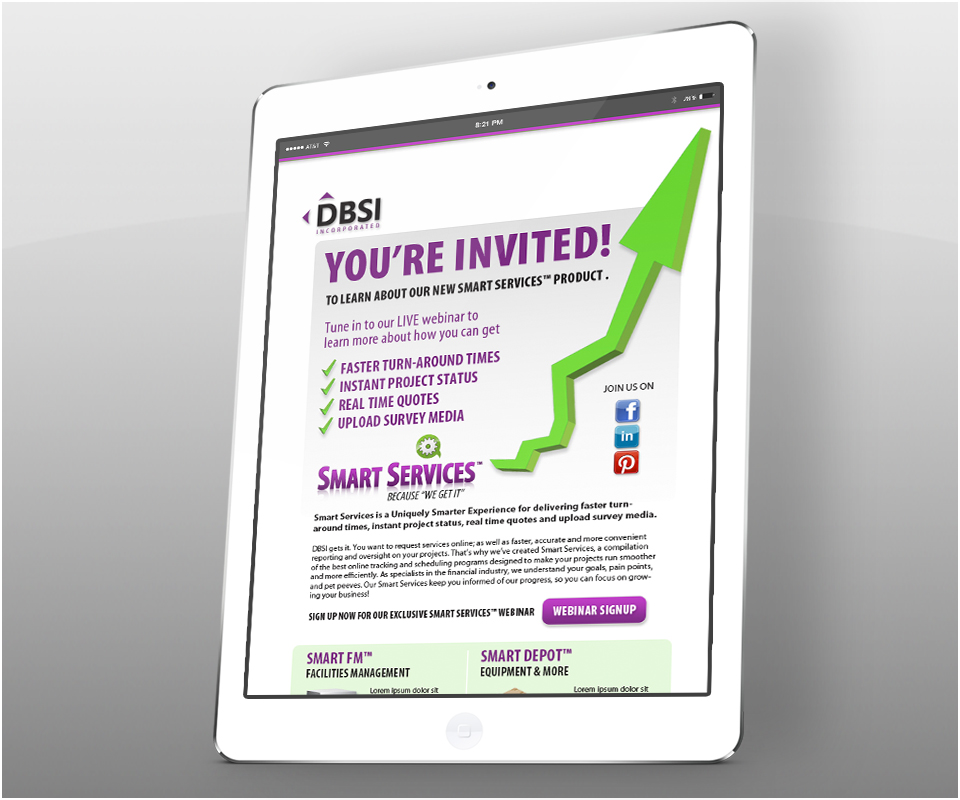 AT&T
8:21 PM
DBSI
INCORPORATED
YOU'RE INVITED!
TO LEARN ABOUT OUR NEW SMART SERVICES™ PRODUCT .
Tune in to our LIVE webinar to
learn more about how you can get
FASTER TURN-AROUND TIMES
INSTANT PROJECT STATUS
REAL TIME QUOTES
UPLOAD SURVEY MEDIA
JOIN US ON
f
in
SMART SERVICES™
BECAUSE “WE GET IT”
Smart Services is a Uniquely Smarter Experience for delivering faster turn-
around times, instant project status, real time quotes and upload survey media.
DBSI gets it. You want to request services online; as well as faster, accurate and more convenient
reporting and oversight on your projects. That's why we've created Smart Services, a compilation
of the best online tracking and scheduling programs designed to make your projects run smoother
and more efficiently. As specialists in the financial industry, we understand your goals, pain points,
and pet peeves. Our Smart Services keep you informed of our progress, so you can focus on grow-
ing your business!
SIGN UP NOW FOR OUR EXCLUSIVE SMART SERVICES™ WEBINAR
WEBINAR SIGNUP
SMART FM™
FACILITIES MANAGEMENT
Lorem ipsum dolor sit
SMART DEPOT™
EQUIPMENT & MORE
Lorem ipsum dolor sit